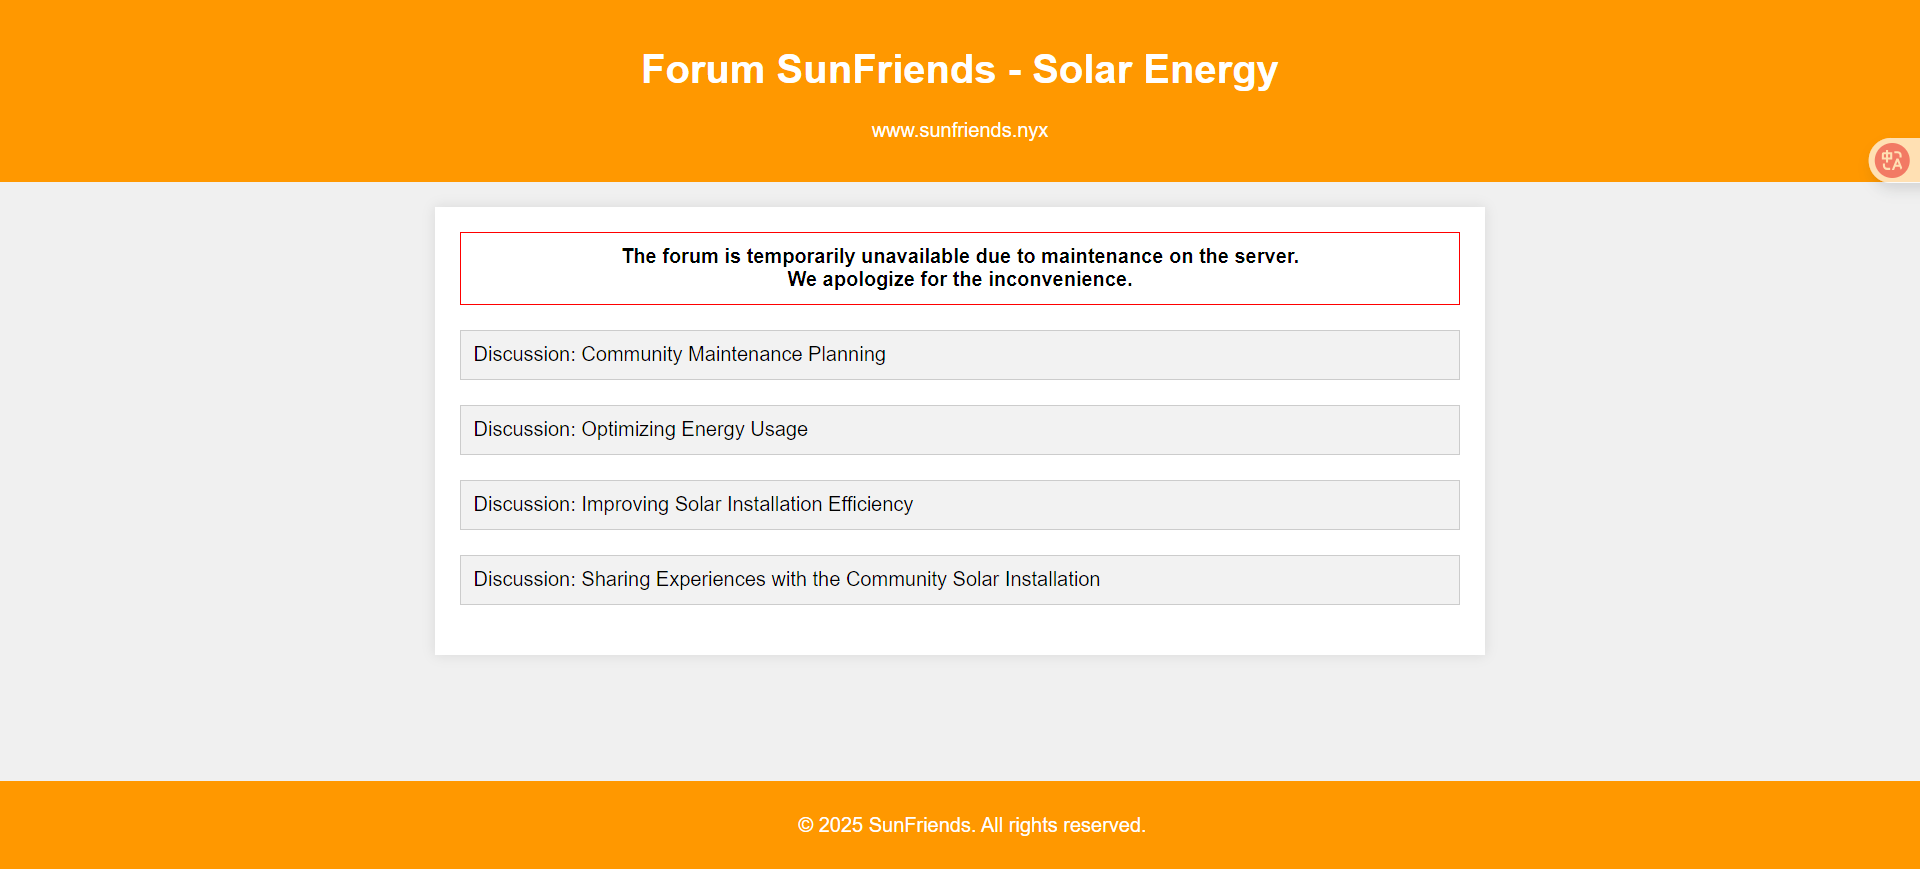 Forum SunFriends - Solar Energy
www.sunfriends.nyx
中A
The forum is temporarily unavailable due to maintenance on the server.
We apologize for the inconvenience.
Discussion: Community Maintenance Planning
Discussion: Optimizing Energy Usage
Discussion: Improving Solar Installation Efficiency
Discussion: Sharing Experiences with the Community Solar Installation
© 2025 SunFriends. All rights reserved.